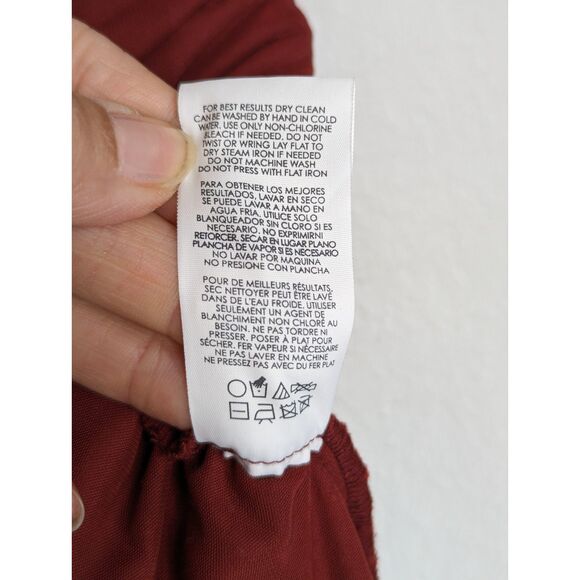 FOR BEST RESULTS DRY CLEAN
CAN BE WASHED BY HAND IN COLD
WATER. USE ONLY NON-CHLORINE
BLEACH IF NEEDED. DO NOT
TWIST OR WRING LAY FLAT TO
DRY STEAM IRON IF NEEDED
DO NOT MACHINE WASH
DO NOT PRESS WITH FLAT IRON
PARA OBTENER LOS MEJORES
RESULTADOS, LAVAR EN SECO
SE PUEDE LAVAR A MANO EN
AGUA FRIA. UTILICE SOLO
BLANQUEADOR SIN CLORO SI ES
NECESARIO. NO EXPRIMIRNI
RETORCER. SECAR EN LUGAR PLANO
PLANCHA DE VAPOR SI ES NECESARIO
NO LAVAR POR MAQUINA
NO PRESIONE CON PLANCHA
POUR DE MEILLEURS RÉSULTATS,
SEC NETTOYER PEUT ÊTRE LAVÉ
DANS DE L'EAU FROIDE. UTILISER
SEULEMENT UN AGENT DE
BLANCHIMENT NON CHLORÉ AU
BESOIN. NE PAS TORDRE NI
PRESSER. POSER À PLAT POUR
SÉCHER. FER VAPEUR SI NÉCESSAIRE
NE PAS LAVER EN MACHINE
NE PRESSEZ PAS AVEC DU FER PLAT